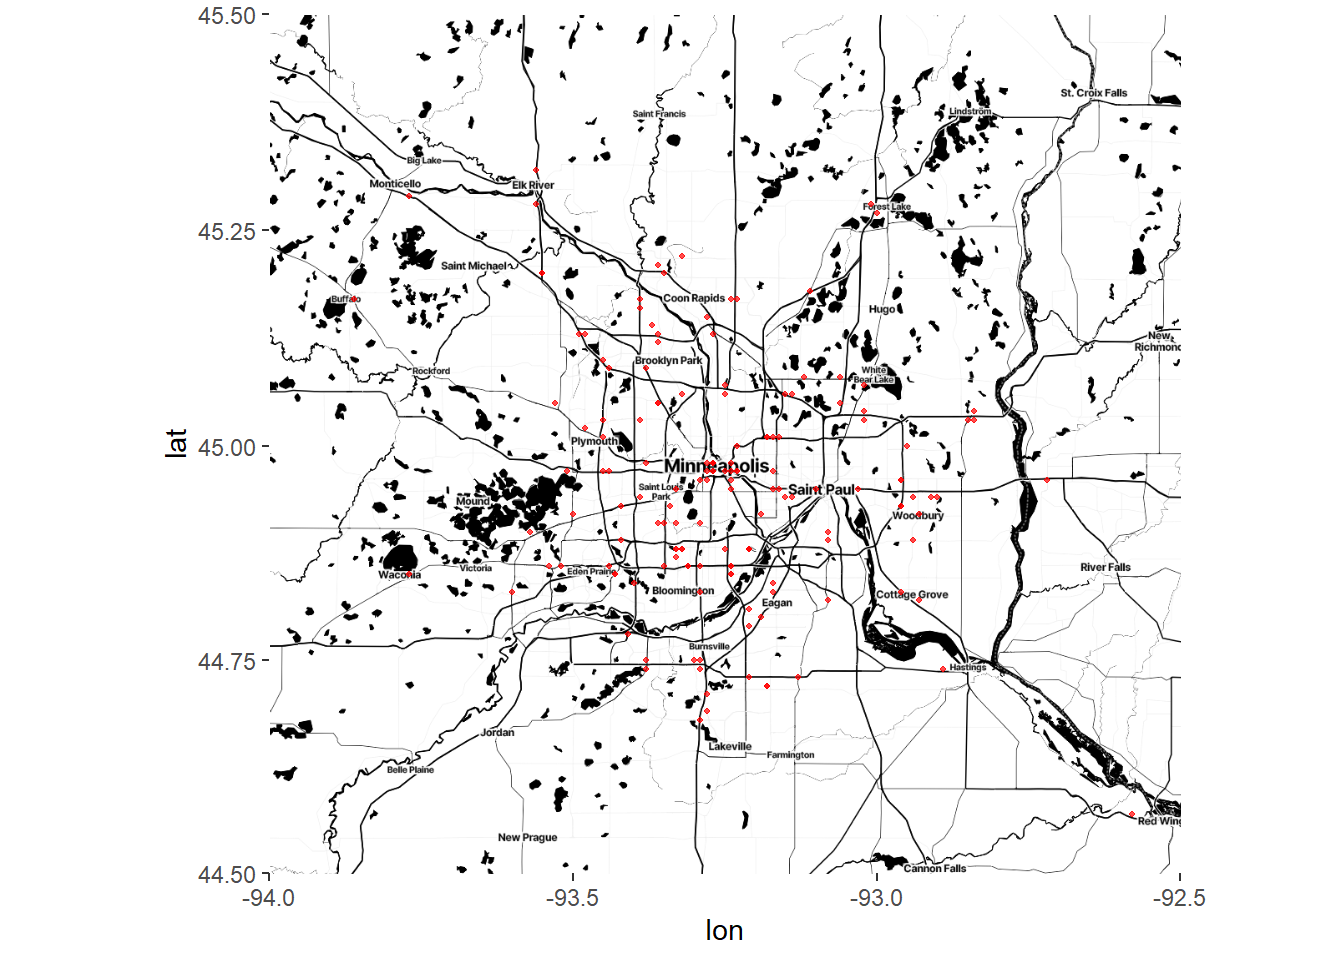 45.50
St. Croix Falls
Lindstrom
Saint Francis
Big Lake
Monticello
Elk River
Forest Lake
45.25
Saint Michael
Buffalo
Coon Rapids
Hugo
New
Richmond
Brooklyn Park
Rockford
White
Bear Lake
Plymouth
45.00
lat
Minneapolis
Saint Louis
Park
Saint Paul
Mound
Woodbury
Waconia
Victoria
Eden Prairie
River Falls
Bloomington
Cottage Grove
Eagan
Burnsville
44.75
Hastings
Jordan
Lakeville
Farmington
Belle Plaine
Red Wing
New Prague
Cannon Falls
44.50
-94.0
-93.5
-93.0
-92.5
lon